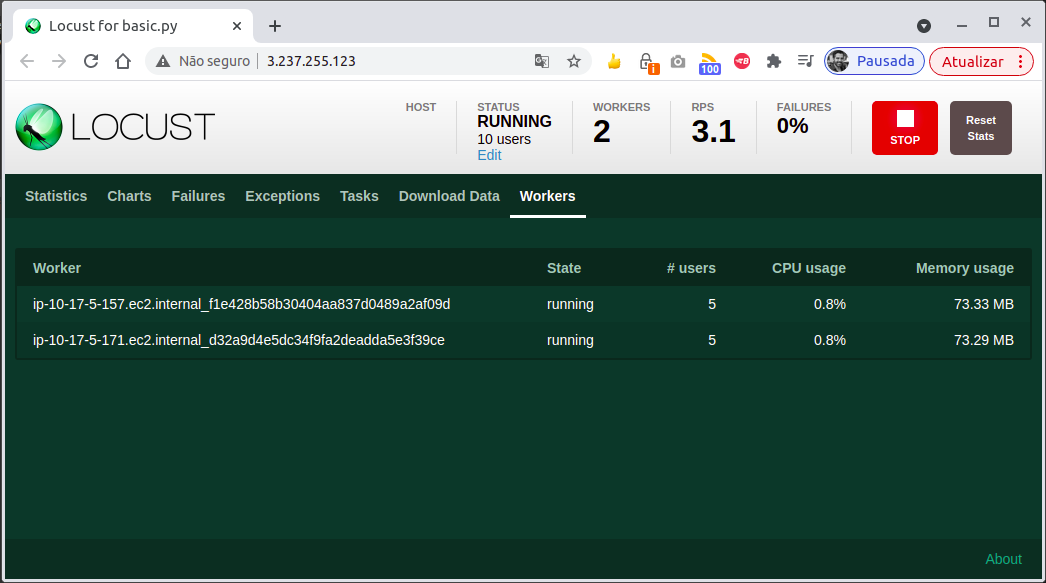 Locust for basic.py
Não seguro 3.237.255.123
100
Pausada
Atualizar
LOCUST
HOST
STATUS
RUNNING
10 users
Edit
WORKERS
2
RPS
3.1
FAILURES
0%
STOP
Reset
Stats
Statistics Charts Failures Exceptions Tasks Download Data Workers
Worker State # users CPU usage Memory usage
ip-10-17-5-157.ec2.internal_f1e428b58b30404aa837d0489a2af09d running 5 0.8% 73.33 MB
ip-10-17-5-171.ec2.internal_d32a9d4e5dc34f9fa2deadda5e3f39ce running 5 0.8% 73.29 MB
About